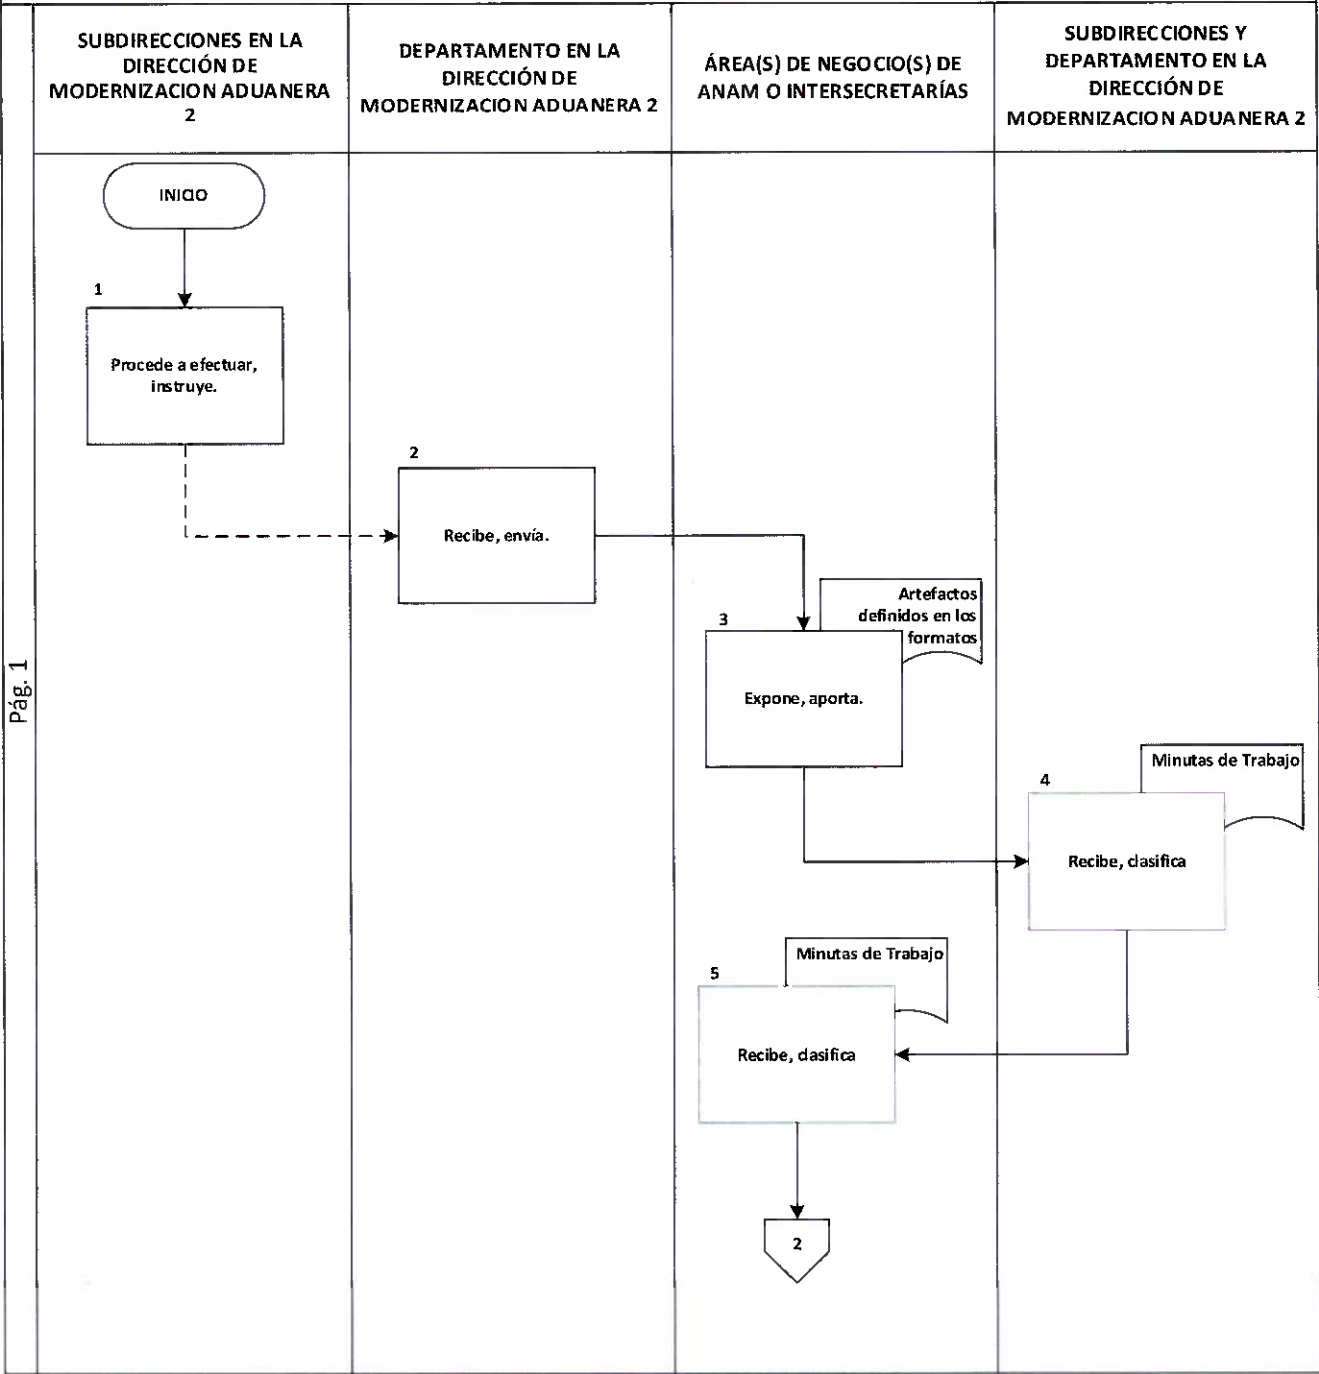 SUBDIRECCIONES EN LA
DIRECCIÓN DE
MODERNIZACION ADUANERA
2
DEPARTAMENTO EN LA
DIRECCIÓN DE
MODERNIZACION ADUANERA 2
ÁREA(S) DE NEGOCIO(S) DE
ANAM O INTERSECRETARÍAS
SUBDIRECCIONES Y
DEPARTAMENTO EN LA
DIRECCIÓN DE
MODERNIZACION ADUANERA 2
Pág. 1
INICIO
1
Procede a efectuar,
instruye.
2
Recibe, envía.
Artefactos
definidos en los
formatos
3
Expone, aporta.
Minutas de Trabajo
4
Recibe, clasifica
Minutas de Trabajo
5
Recibe, clasifica
2